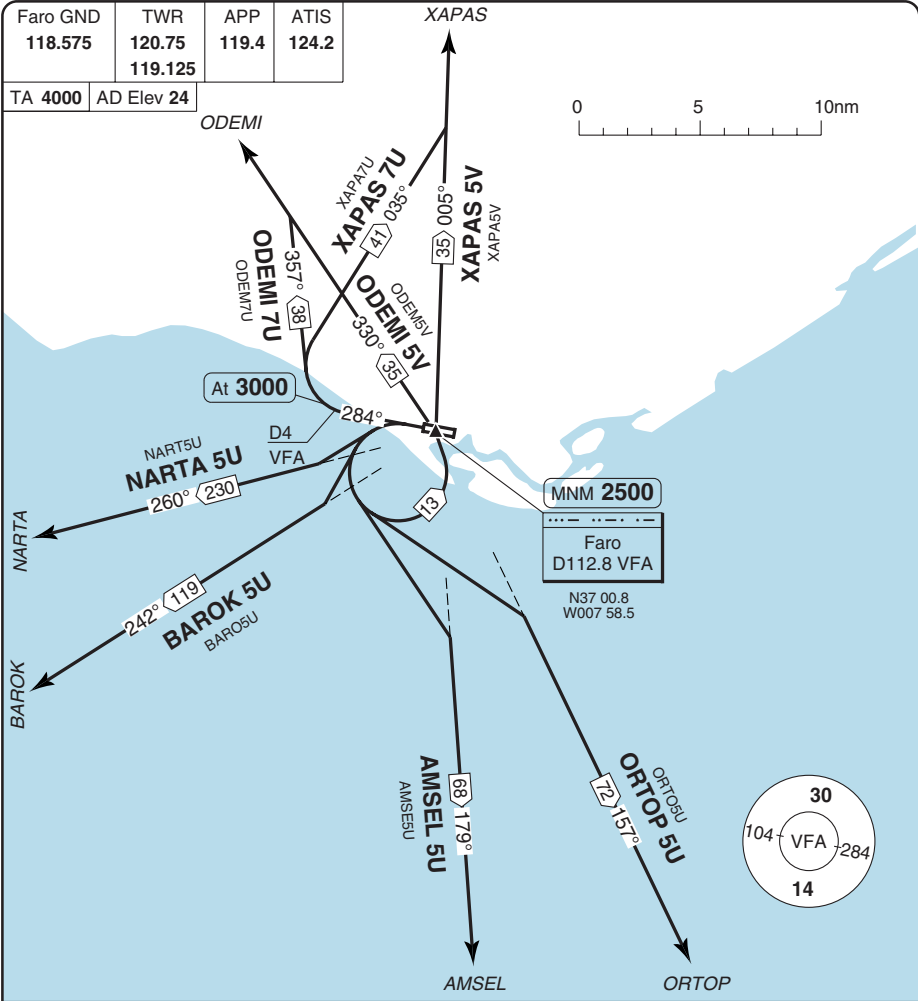 Faro GND
118.575
TWR
120.75
119.125
APP
119.4
ATIS
124.2
TA 4000
AD Elev 24
XAPAS
0
5
10nm
ODEMI
XAPA7U
XAPAS 7U
41 035°
35 005°
XAPAS 5V
XAPA5V
ODEMI 7U
ODEM7U
357° 38
ODEM5V
ODEMI 5V
330° 35
At 3000
284°
D4
VFA
NART5U
NARTA 5U
260° 230
NARTA
13
MNM 2500
Faro
D112.8 VFA
N37 00.8
W007 58.5
242° 119
BAROK 5U
BARO5U
BAROK
AMSEL 5U
AMSE5U
68 179°
ORTO5U
ORTOP 5U
72 157°
30
104
VFA
284
14
AMSEL
ORTOP